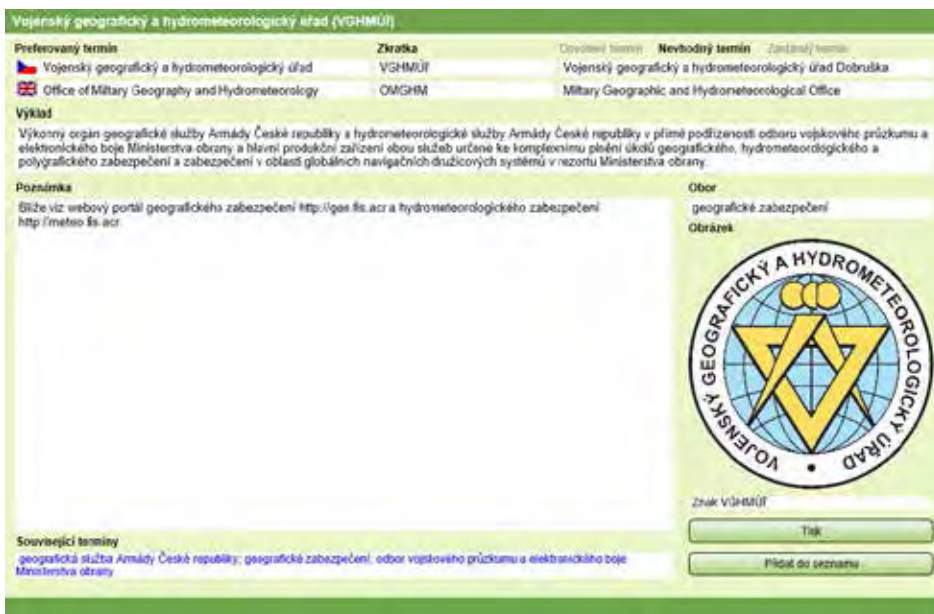 Vojenský geografický a hydrometeorologický úřad (VGHMÚř)
Preferovaný termín Zkratka Dovolený termín Nevhodný termín Zastaralý termín
Vojenský geografický a hydrometeorologický úřad VGHMÚř Vojenský geografický a hydrometeorologický úřad Dobruška
Office of Military Geography and Hydrometeorology OMGHM Military Geographic and Hydrometeorological Office
Výklad
Výkonný orgán geografické služby Armády České republiky a hydrometeorologické služby Armády České republiky v přímé podřízenosti odboru vojskového průzkumu a
elektronického boje Ministerstva obrany a hlavní produkční zařízení obou služeb určené ke komplexnímu plnění úkolů geografického, hydrometeorologického a
polygrafického zabezpečení a zabezpečení v oblasti globálních navigačních družicových systémů v rezortu Ministerstva obrany.
Poznámka Obor
Blíže viz webový portál geografického zabezpečení http://geo.fis.acr a hydrometeorologického zabezpečení
http://meteo.fis.acr
geografické zabezpečení
Obrázek
VOJENSKÝ GEOGRAFICKÝ A HYDROMETEOROLOGICKÝ ÚŘAD
Znak VGHMÚř
Tisk
Související termíny
geografická služba Armády České republiky; geografické zabezpečení; odbor vojskového průzkumu a elektronického boje
Ministerstva obrany
Přidat do seznamu